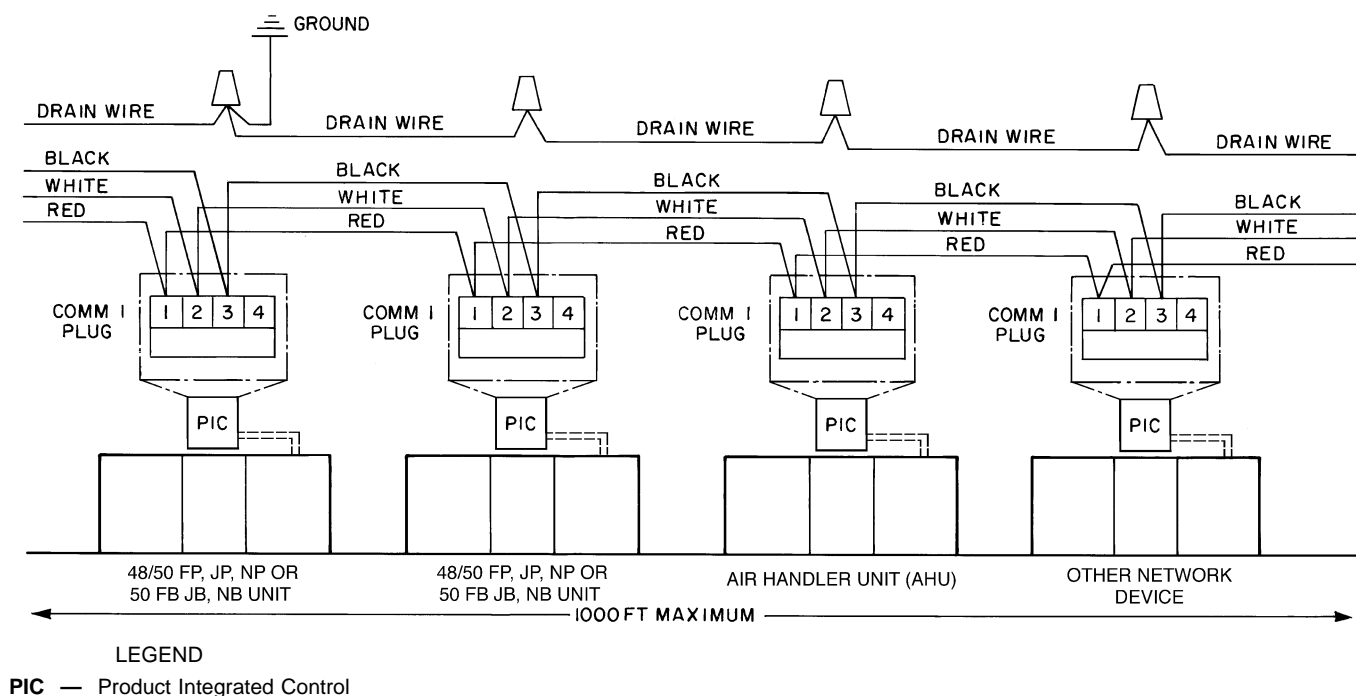 GROUND
DRAIN WIRE
DRAIN WIRE
DRAIN WIRE
DRAIN WIRE
DRAIN WIRE
BLACK
WHITE
RED
BLACK
WHITE
RED
BLACK
WHITE
RED
BLACK
WHITE
RED
BLACK
WHITE
RED
COMM 1
PLUG
1 2 3 4
COMM 1
PLUG
1 2 3 4
COMM 1
PLUG
1 2 3 4
COMM 1
PLUG
1 2 3 4
PIC
PIC
PIC
PIC
48/50 FP, JP, NP OR
50 FB JB, NB UNIT
48/50 FP, JP, NP OR
50 FB JB, NB UNIT
AIR HANDLER UNIT (AHU)
OTHER NETWORK
DEVICE
1000 FT MAXIMUM
LEGEND
PIC — Product Integrated Control